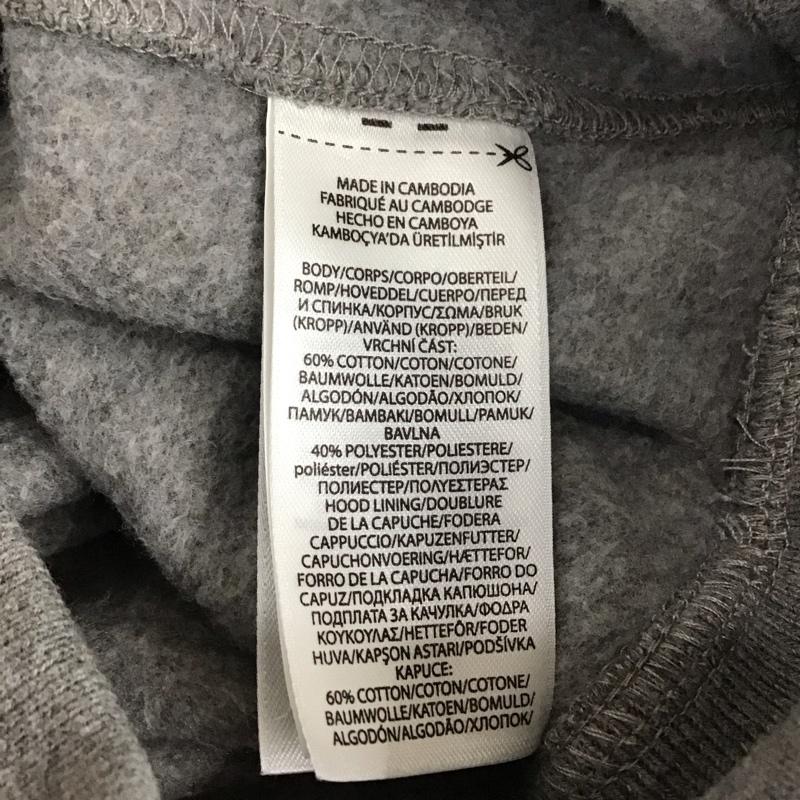 MADE IN CAMBODIA
FABRIQUÉ AU CAMBODGE
HECHO EN CAMBOYA
KAMBOÇYA'DA ÜRETİLMİŞTİR
BODY/CORPS/CORPO/OBERTEIL/
ROMP/HOVEDDEL/CUERPO/ПЕРЕД
И СПИНКА/КОРПУС/ΣΩΜΑ/BRUK
(KROPP)/ANVÄND (KROPP)/BEDEN/
VRCHNÍ ČÁST:
60% COTTON/COTON/COTONE/
BAUMWOLLE/KATOEN/BOMULD/
ALGODÓN/ALGODÃO/ХЛОПОК/
ПАМУК/ΒΑΜΒΑΚΙ/BOMULL/PAMUK/
BAVLNA
40% POLYESTER/POLIESTERE/
poliéster/POLIÉSTER/ПОЛИЭСТЕР/
ПОЛИЕСТЕР/ΠΟΛΥΕΣΤΕΡΑΣ
HOOD LINING/DOUBLURE
DE LA CAPUCHE/FODERA
CAPPUCCIO/KAPUZENFUTTER/
CAPUCHONVOERING/HÆTTEFOR/
FORRO DE LA CAPUCHA/FORRO DO
CAPUZ/ПОДКЛАДКА КАПЮШОНА/
ПОДПЛАТА ЗА КАЧУЛКА/ΦΟΔΡΑ
ΚΟΥΚΟΥΛΑΣ/HETTEFÔR/FODER
HUVA/KAPŞON ASTARI/PODŠÍVKA
KAPUCE:
60% COTTON/COTON/COTONE/
BAUMWOLLE/KATOEN/BOMULD/
ALGODÓN/ALGODÃO/ХЛОПОК/